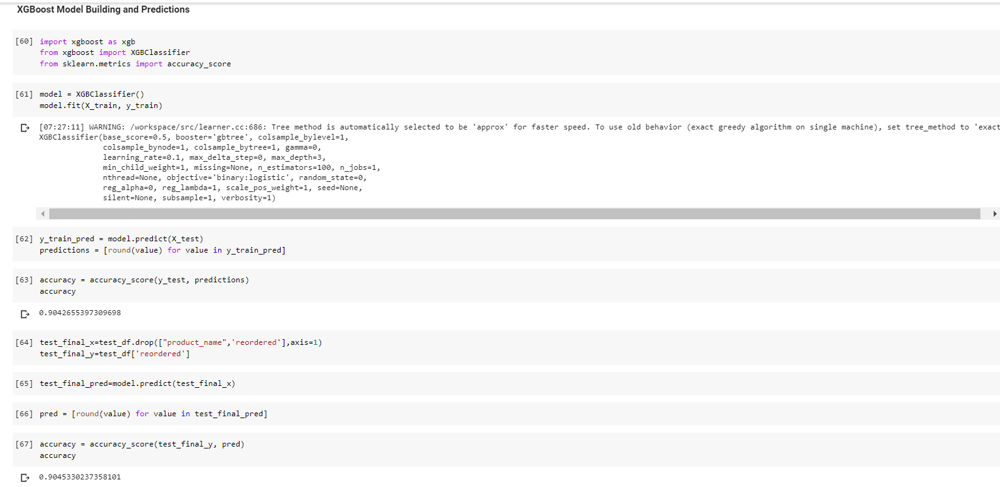 XGBoost Model Building and Predictions
[60] import xgboost as xgb
from xgboost import XGBClassifier
from sklearn.metrics import accuracy_score
[61] model = XGBClassifier()
model.fit(X_train, y_train)
[07:27:11] WARNING: /workspace/src/learner.cc:686: Tree method is automatically selected to be 'approx' for faster speed. To use old behavior (exact greedy algorithm on single machine), set tree_method to 'exact
XGBClassifier(base_score=0.5, booster='gbtree', colsample_bylevel=1,
colsample_bynode=1, colsample_bytree=1, gamma=0,
learning_rate=0.1, max_delta_step=0, max_depth=3,
min_child_weight=1, missing=None, n_estimators=100, n_jobs=1,
nthread=None, objective='binary:logistic', random_state=0,
reg_alpha=0, reg_lambda=1, scale_pos_weight=1, seed=None,
silent=None, subsample=1, verbosity=1)
[62] y_train_pred = model.predict(X_test)
predictions = [round(value) for value in y_train_pred]
[63] accuracy = accuracy_score(y_test, predictions)
accuracy
0.9042655397309698
[64] test_final_x=test_df.drop(["product_name",'reordered'],axis=1)
test_final_y=test_df['reordered']
[65] test_final_pred=model.predict(test_final_x)
[66] pred = [round(value) for value in test_final_pred]
[67] accuracy = accuracy_score(test_final_y, pred)
accuracy
0.9045330237358101